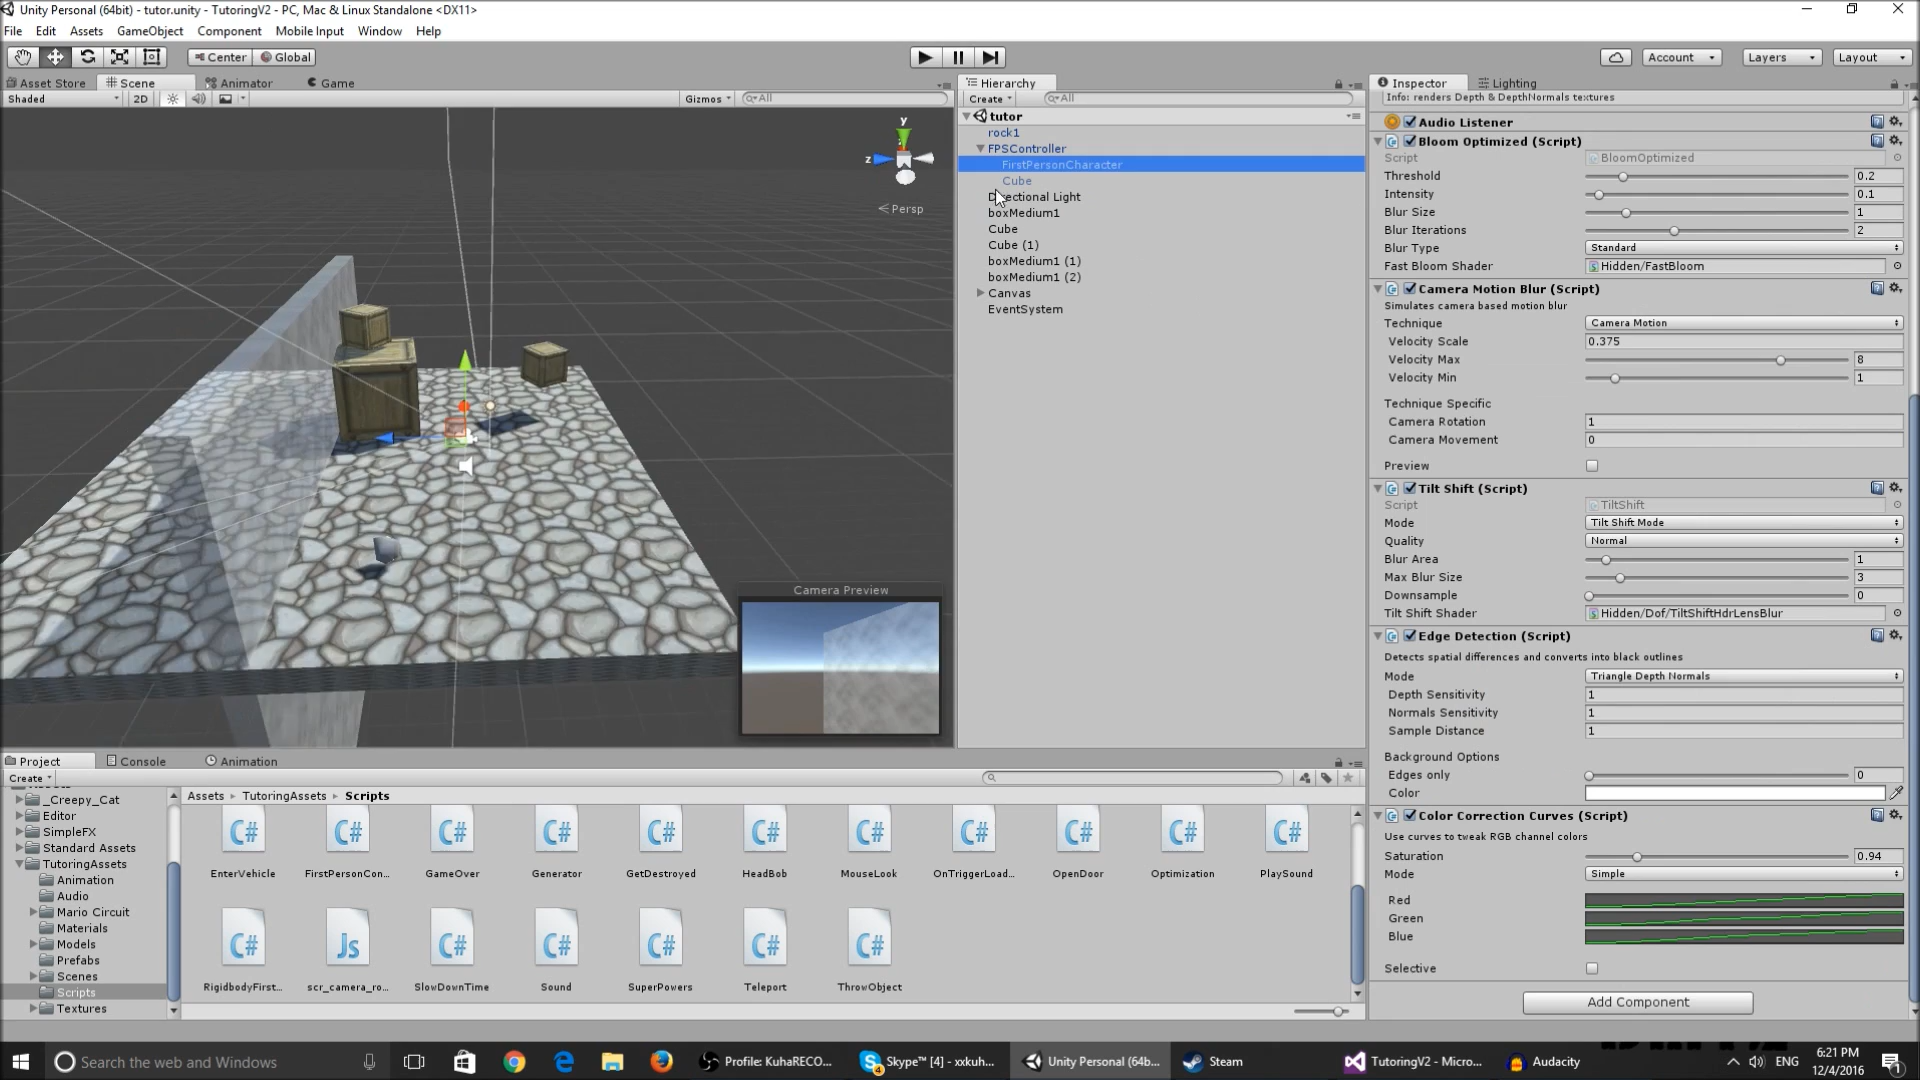 Unity Personal (64bit) - tutor.unity - TutoringV2 - PC, Mac & Linux Standalone <DX11>
File Edit Assets GameObject Component Mobile Input Window Help
Center Global Account Layers Layout
Asset Store Scene Animator Game
Shaded 2D Gizmos All
y
z
Persp
Camera Preview
Hierarchy
Create All
tutor
rock1
FPSController
FirstPersonCharacter
Cube
Directional Light
boxMedium1
Cube
Cube (1)
boxMedium1 (1)
boxMedium1 (2)
Canvas
EventSystem
Inspector Lighting
Info: renders Depth & DepthNormals textures
Audio Listener
Bloom Optimized (Script)
Script BloomOptimized
Threshold 0.2
Intensity 0.1
Blur Size 1
Blur Iterations 2
Blur Type Standard
Fast Bloom Shader Hidden/FastBloom
Camera Motion Blur (Script)
Simulates camera based motion blur
Technique Camera Motion
Velocity Scale 0.375
Velocity Max 8
Velocity Min 1
Technique Specific
Camera Rotation 1
Camera Movement 0
Preview
Tilt Shift (Script)
Script TiltShift
Mode Tilt Shift Mode
Quality Normal
Blur Area 1
Max Blur Size 3
Downsample 0
Tilt Shift Shader Hidden/Dof/TiltShiftHdrLensBlur
Edge Detection (Script)
Detects spatial differences and converts into black outlines
Mode Triangle Depth Normals
Depth Sensitivity 1
Normals Sensitivity 1
Sample Distance 1
Background Options
Edges only 0
Color
Color Correction Curves (Script)
Use curves to tweak RGB channel colors
Saturation 0.94
Mode Simple
Red
Green
Blue
Selective
Add Component
Project Console Animation
Create
_Creepy_Cat
Editor
SimpleFX
Standard Assets
TutoringAssets
Animation
Audio
Mario Circuit
Materials
Models
Prefabs
Scenes
Scripts
Textures
Assets TutoringAssets Scripts
C# C# C# C# C# C# C# C# C# C# C#
EnterVehicle FirstPersonCon... GameOver Generator GetDestroyed HeadBob MouseLook OnTriggerLoad... OpenDoor Optimization PlaySound
C# Js C# C# C# C# C#
RigidbodyFirst... scr_camera_ro... SlowDownTime Sound SuperPowers Teleport ThrowObject
Search the web and Windows
Profile: KuhaRECO...
Skype™ [4] - xxkuh...
Unity Personal (64b...
Steam
TutoringV2 - Micro...
Audacity
ENG
6:21 PM
12/4/2016